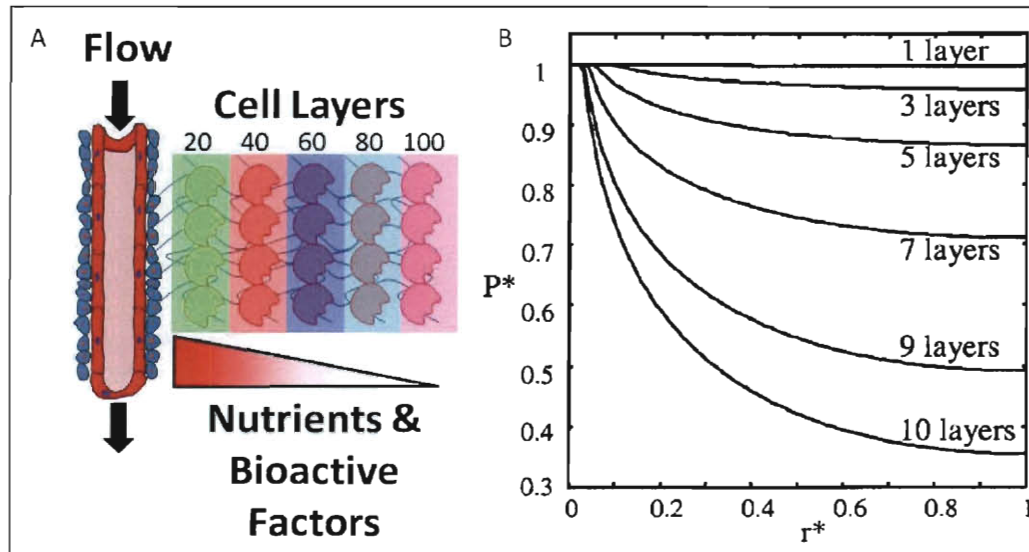 A
Flow
Cell Layers
20 40 60 80 100
Nutrients &
Bioactive
Factors
B
1 layer
3 layers
5 layers
7 layers
9 layers
10 layers
1
0.9
0.8
0.7
P*
0.6
0.5
0.4
0.3
0 0.2 0.4 0.6 0.8 1
r*